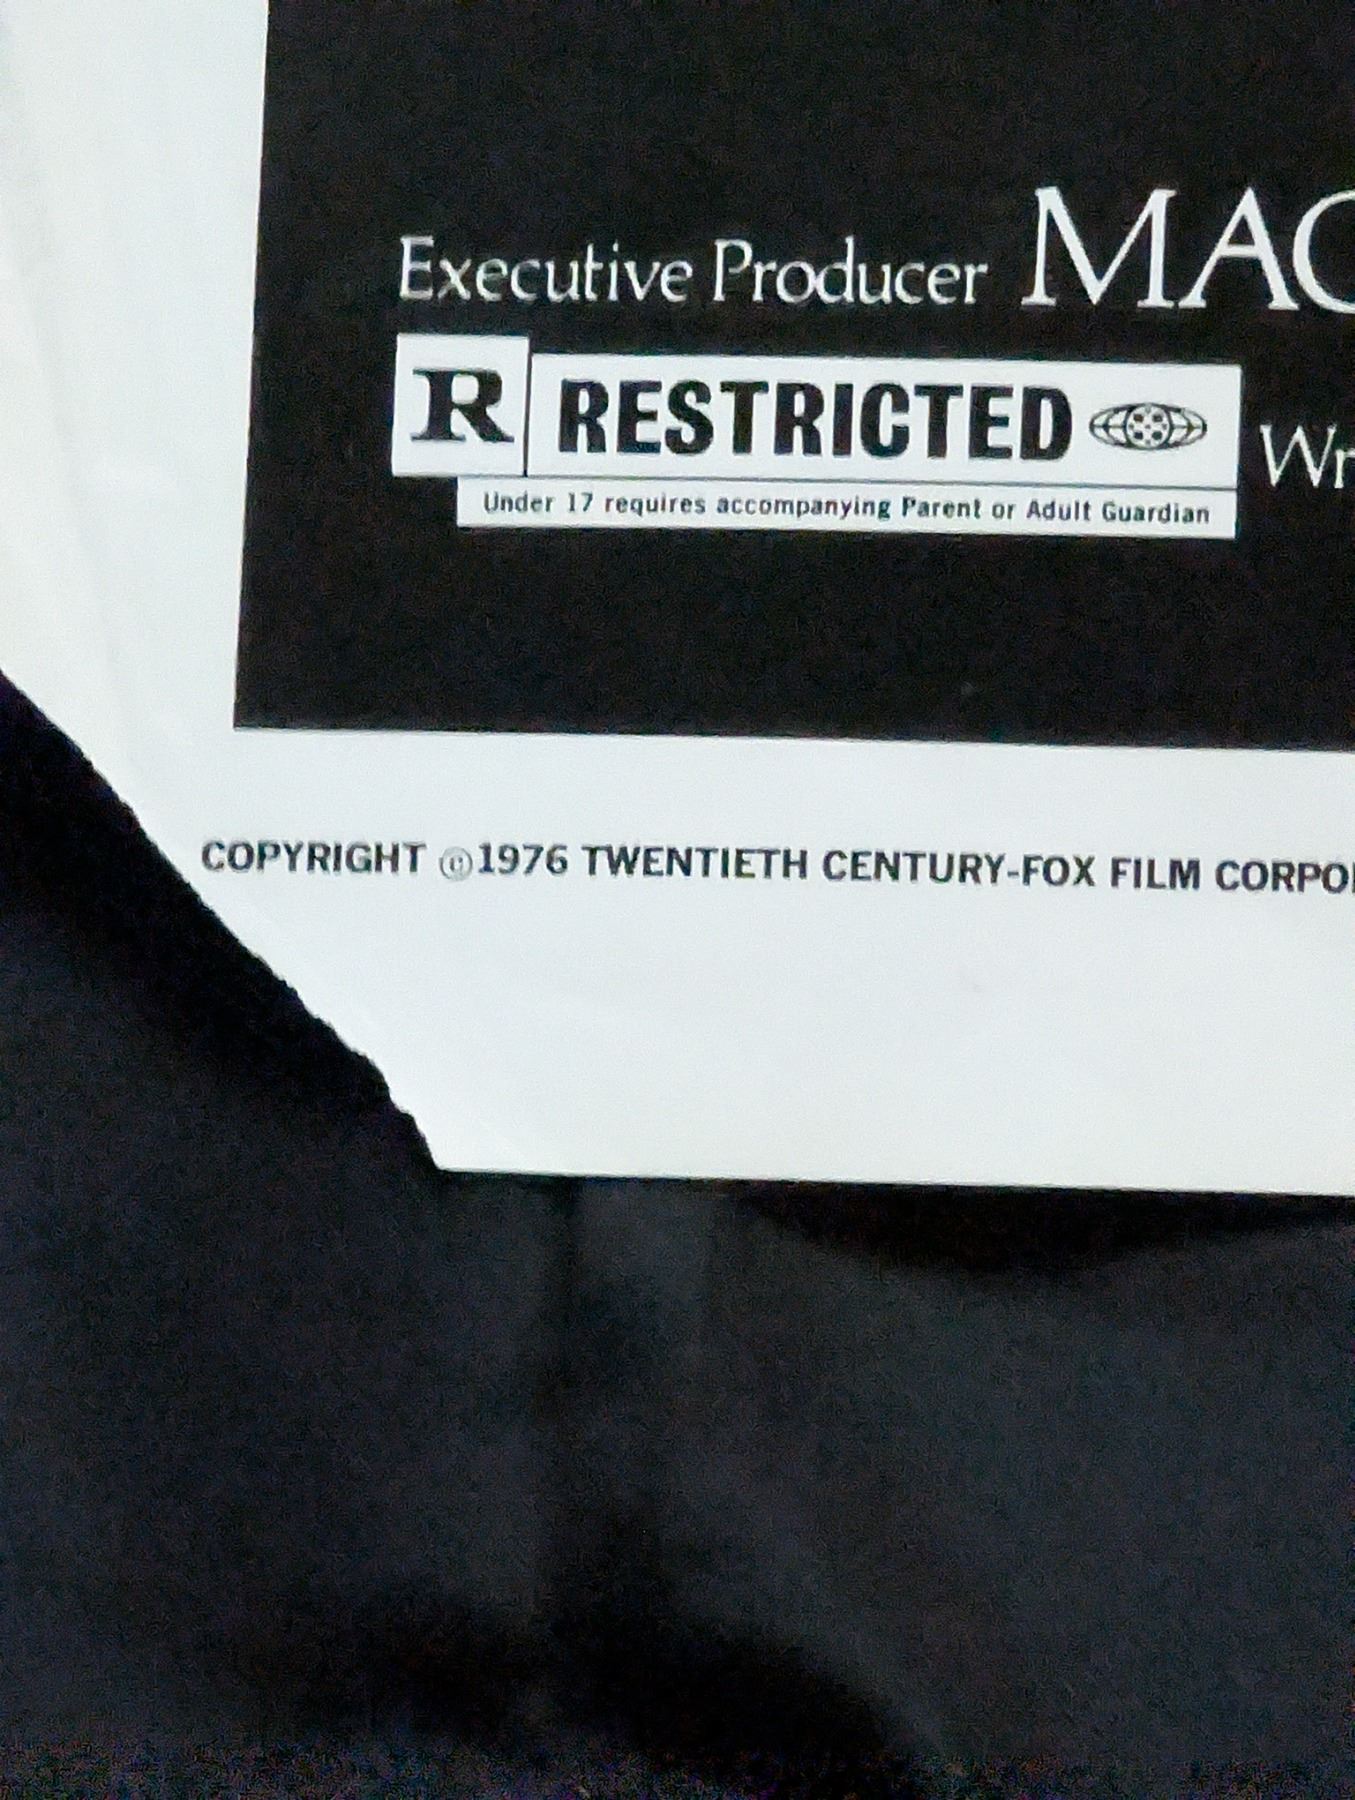 Executive Producer MAC
R RESTRICTED
Wr
Under 17 requires accompanying Parent or Adult Guardian
COPYRIGHT ©1976 TWENTIETH CENTURY-FOX FILM CORPO